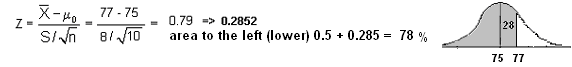 Z = (X̄ – μ₀) / (S/√n) = (77 - 75) / (8/√10) = 0.79 => 0.2852
area to the left (lower) 0.5 + 0.285 = 78 %
28
75 77